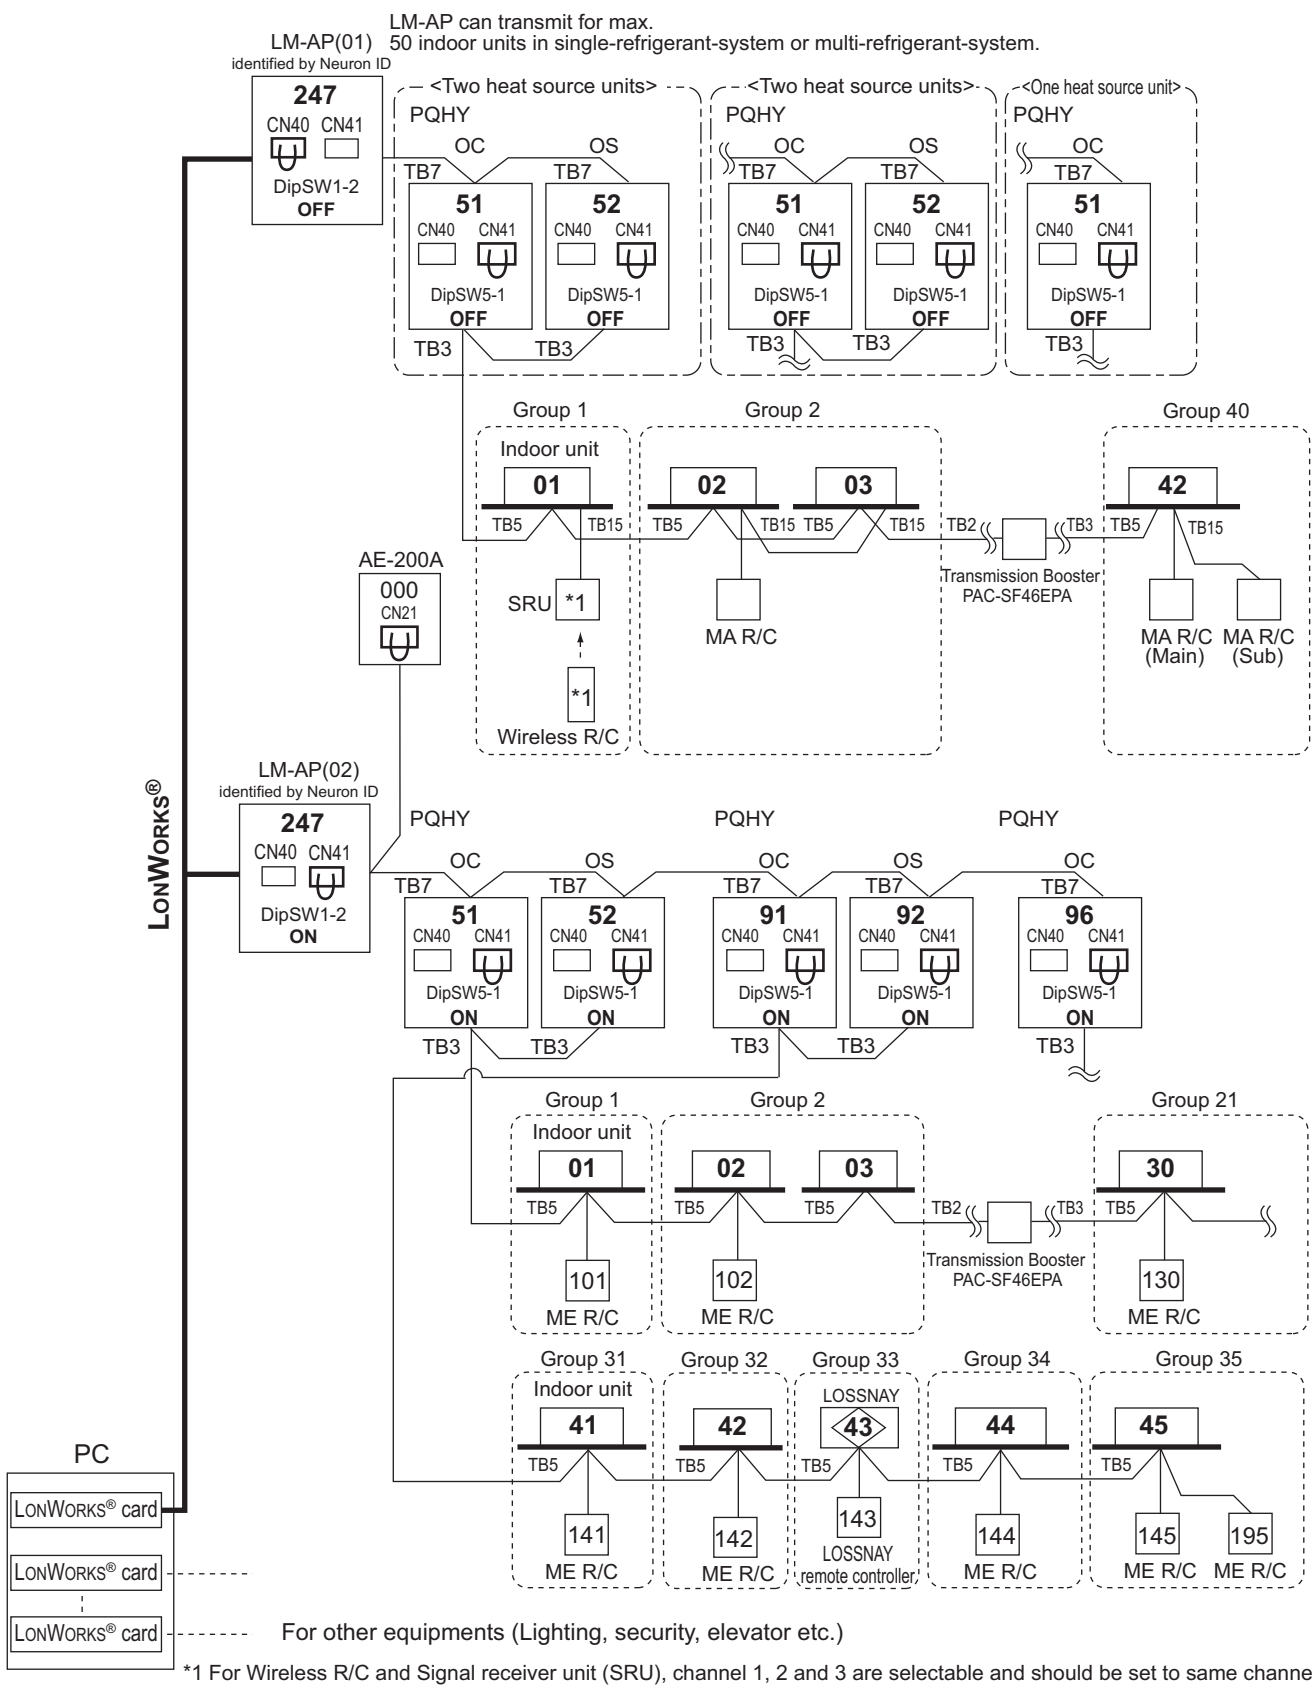 LM-AP can transmit for max.
LM-AP(01) 50 indoor units in single-refrigerant-system or multi-refrigerant-system.
identified by Neuron ID
247
CN40 CN41
DipSW1-2
OFF
<Two heat source units> <Two heat source units> <One heat source unit>
PQHY PQHY PQHY
OC OS OC OS OC
TB7 TB7 TB7 TB7 TB7
51 52 51 52 51
CN40 CN41 CN40 CN41 CN40 CN41 CN40 CN41 CN40 CN41
DipSW5-1 DipSW5-1 DipSW5-1 DipSW5-1 DipSW5-1
OFF OFF OFF OFF OFF
TB3 TB3 TB3 TB3 TB3
Group 1 Group 2 Group 40
Indoor unit
01 02 03 42
TB5 TB15 TB5 TB15 TB5 TB15 TB2 TB3 TB5 TB15
Transmission Booster
PAC-SF46EPA
SRU *1
MA R/C MA R/C MA R/C
(Main) (Sub)
*1
Wireless R/C
AE-200A
000
CN21
LM-AP(02)
identified by Neuron ID
247
CN40 CN41
DipSW1-2
ON
LONWORKS®
PQHY PQHY PQHY
OC OS OC OS OC
TB7 TB7 TB7 TB7 TB7
51 52 91 92 96
CN40 CN41 CN40 CN41 CN40 CN41 CN40 CN41 CN40 CN41
DipSW5-1 DipSW5-1 DipSW5-1 DipSW5-1 DipSW5-1
ON ON ON ON ON
TB3 TB3 TB3 TB3 TB3
Group 1 Group 2 Group 21
Indoor unit
01 02 03 30
TB5 TB5 TB5 TB2 TB3 TB5
Transmission Booster
PAC-SF46EPA
101 102 130
ME R/C ME R/C ME R/C
Group 31 Group 32 Group 33 Group 34 Group 35
Indoor unit LOSSNAY
41 42 43 44 45
TB5 TB5 TB5 TB5 TB5
141 142 143 144 145 195
ME R/C ME R/C LOSSNAY ME R/C ME R/C ME R/C
remote controller
PC
LONWORKS® card
LONWORKS® card
LONWORKS® card
For other equipments (Lighting, security, elevator etc.)
*1 For Wireless R/C and Signal receiver unit (SRU), channel 1, 2 and 3 are selectable and should be set to same channe